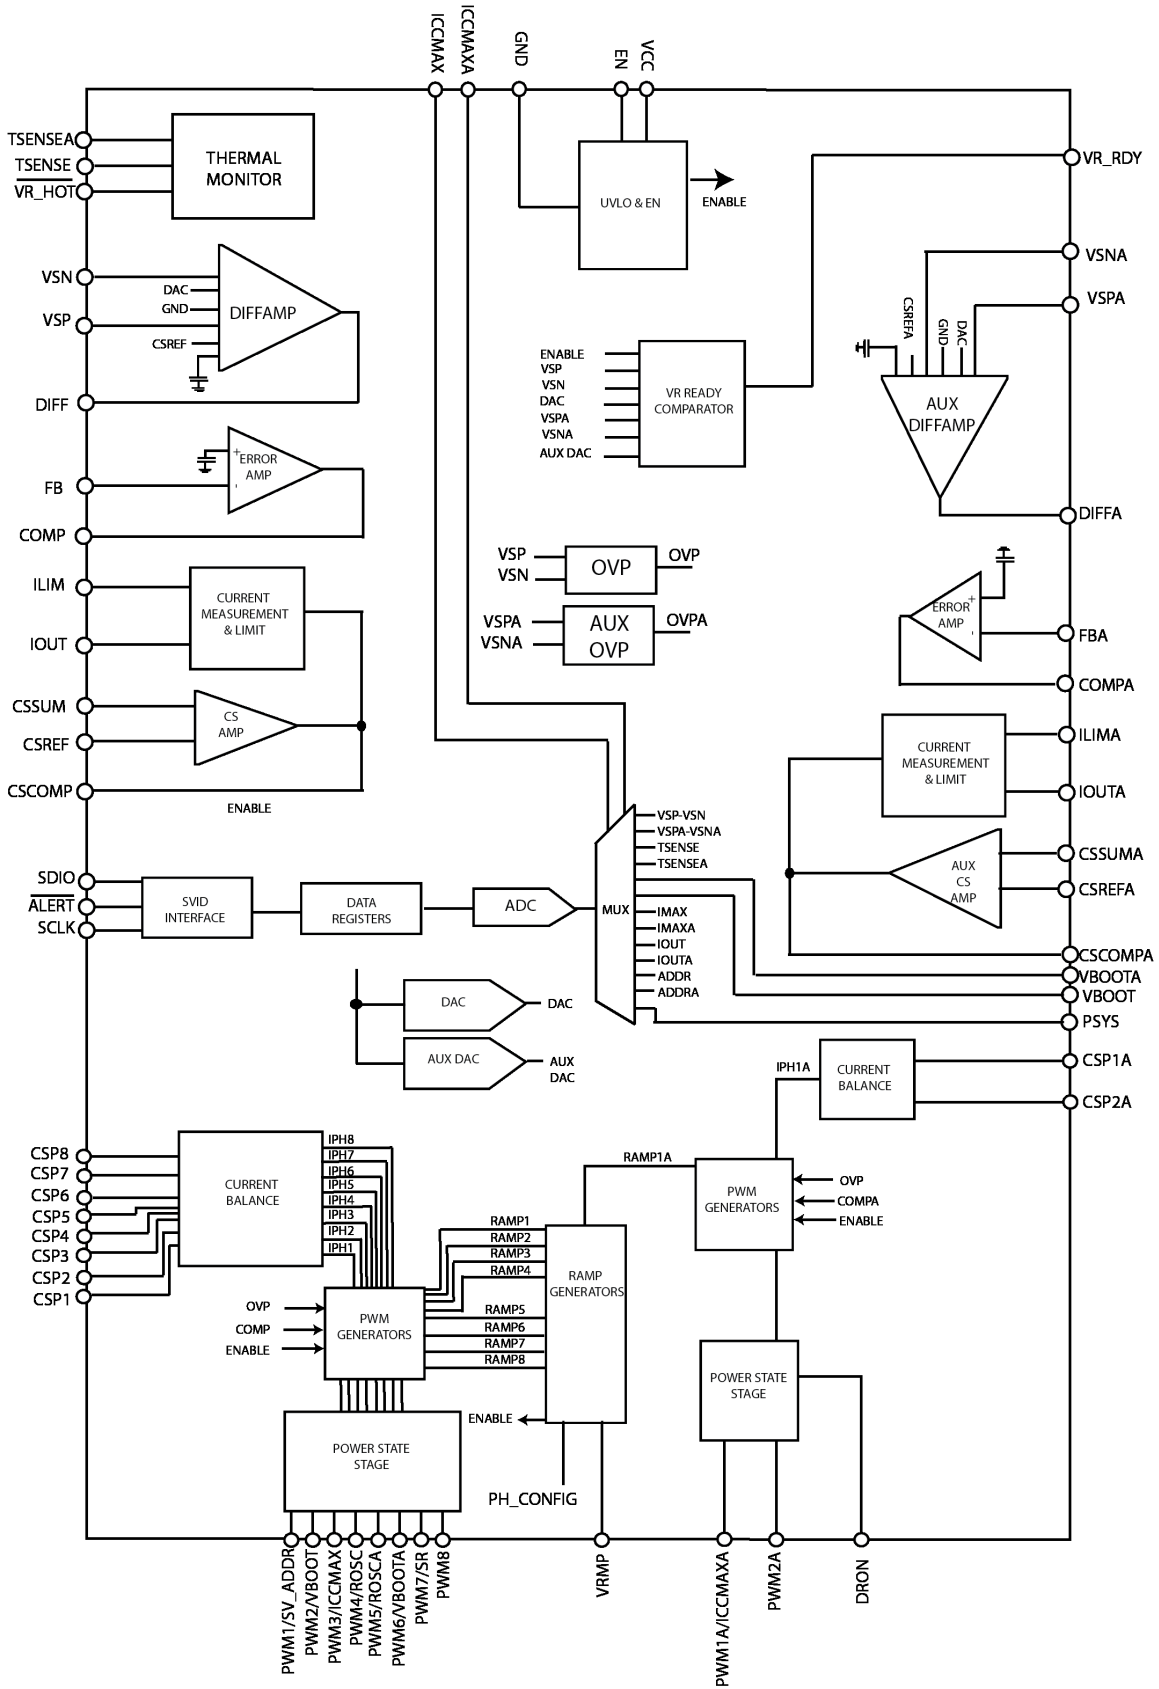 ICCMAX
ICCMAXA
GND
EN
VCC
TSENSEA
TSENSE
VR_HOT
THERMAL
MONITOR
UVLO & EN
ENABLE
VR_RDY
VSN
DAC
GND
VSP
CSREF
DIFFAMP
DIFF
VSNA
VSPA
CSREFA
GND
DAC
AUX
DIFFAMP
DIFFA
ENABLE
VSP
VSN
DAC
VSPA
VSNA
AUX DAC
VR READY
COMPARATOR
+
ERROR
AMP
-
FB
COMP
VSP
VSN
OVP
OVP
VSPA
VSNA
AUX
OVP
OVPA
ERROR
AMP
+
-
FBA
COMPA
ILIM
IOUT
CURRENT
MEASUREMENT
& LIMIT
CSSUM
CSREF
CS
AMP
CSCOMP
ENABLE
CURRENT
MEASUREMENT
& LIMIT
ILIMA
IOUTA
AUX
CS
AMP
CSSUMA
CSREFA
CSCOMPA
VBOOTA
VBOOT
PSYS
SDIO
ALERT
SCLK
SVID
INTERFACE
DATA
REGISTERS
ADC
MUX
VSP-VSN
VSPA-VSNA
TSENSE
TSENSEA
IMAX
IMAXA
IOUT
IOUTA
ADDR
ADDRA
DAC
DAC
AUX DAC
AUX
DAC
IPH1A
CURRENT
BALANCE
CSP1A
CSP2A
CSP8
CSP7
CSP6
CSP5
CSP4
CSP3
CSP2
CSP1
CURRENT
BALANCE
IPH8
IPH7
IPH6
IPH5
IPH4
IPH3
IPH2
IPH1
RAMP1A
PWM
GENERATORS
OVP
COMPA
ENABLE
OVP
COMP
ENABLE
PWM
GENERATORS
RAMP1
RAMP2
RAMP3
RAMP4
RAMP5
RAMP6
RAMP7
RAMP8
RAMP
GENERATORS
ENABLE
PH_CONFIG
POWER STATE
STAGE
POWER STATE
STAGE
PWM1/SV_ADDR
PWM2/VBOOT
PWM3/ICCMAX
PWM4/ROSC
PWM5/ROSCA
PWM6/VBOOTA
PWM7/SR
PWM8
VRMP
PWM1A/ICCMAXA
PWM2A
DRON